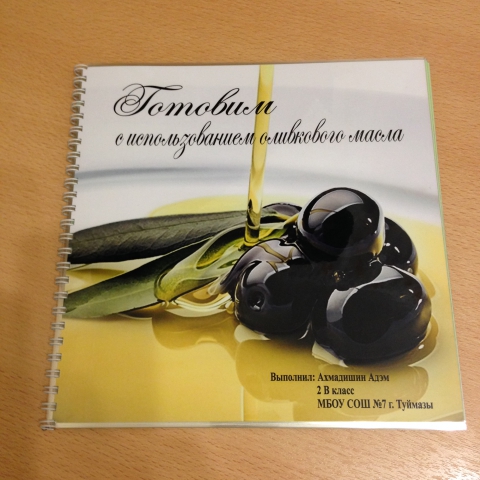 Готовим
с использованием оливкового масла
Выполнил: Ахмадишин Адэм
2 В класс
МБОУ СОШ №7 г. Туймазы